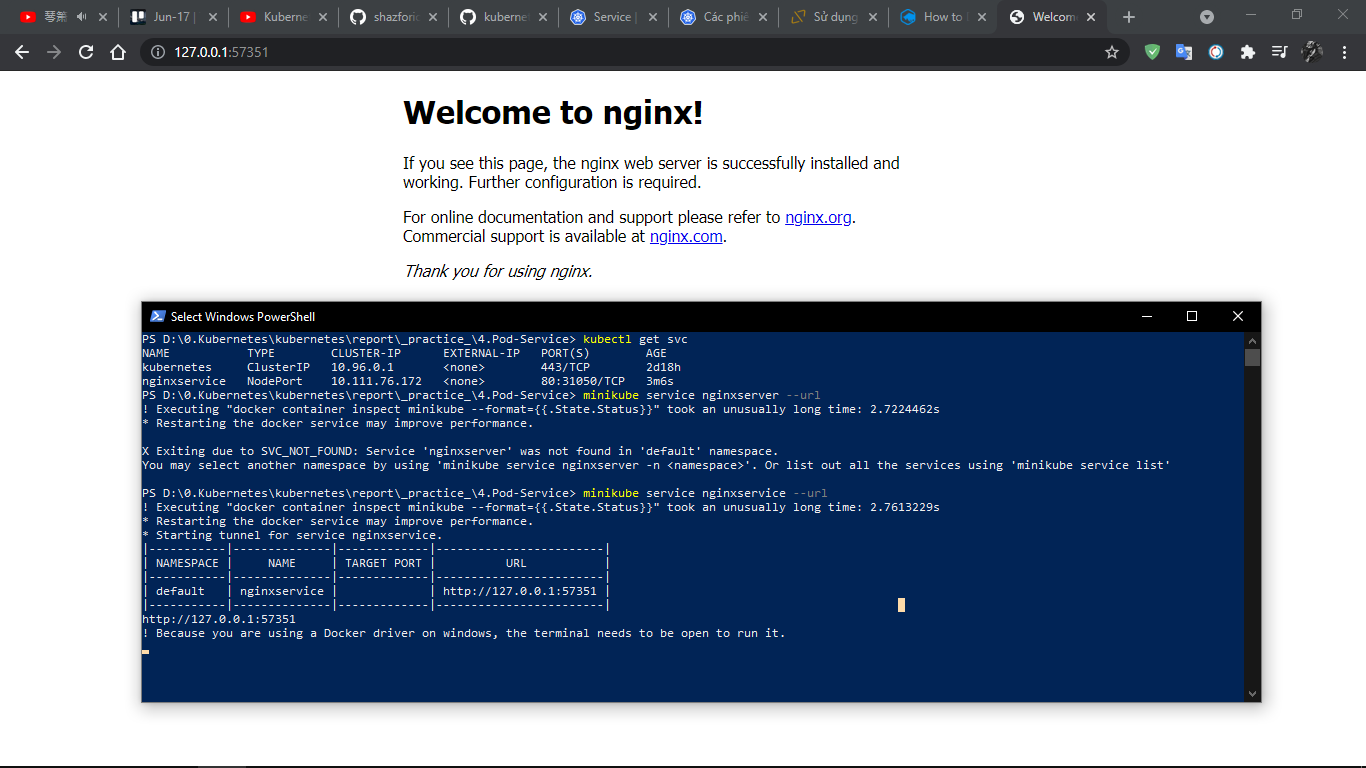 琴箫
Jun-17 |
Kuberne
shazforio
kubernet
Service |
Các phiê
Sử dụng
How to
Welcom
127.0.0.1:57351
Welcome to nginx!
If you see this page, the nginx web server is successfully installed and
working. Further configuration is required.
For online documentation and support please refer to nginx.org.
Commercial support is available at nginx.com.
Thank you for using nginx.
Select Windows PowerShell
PS D:\0.Kubernetes\kubernetes\report\_practice_\4.Pod-Service> kubectl get svc
NAME TYPE CLUSTER-IP EXTERNAL-IP PORT(S) AGE
kubernetes ClusterIP 10.96.0.1 <none> 443/TCP 2d18h
nginxservice NodePort 10.111.76.172 <none> 80:31050/TCP 3m6s
PS D:\0.Kubernetes\kubernetes\report\_practice_\4.Pod-Service> minikube service nginxserver --url
! Executing "docker container inspect minikube --format={{.State.Status}}" took an unusually long time: 2.7224462s
* Restarting the docker service may improve performance.
X Exiting due to SVC_NOT_FOUND: Service 'nginxserver' was not found in 'default' namespace.
You may select another namespace by using 'minikube service nginxserver -n <namespace>'. Or list out all the services using 'minikube service list'
PS D:\0.Kubernetes\kubernetes\report\_practice_\4.Pod-Service> minikube service nginxservice --url
! Executing "docker container inspect minikube --format={{.State.Status}}" took an unusually long time: 2.7613229s
* Restarting the docker service may improve performance.
* Starting tunnel for service nginxservice.
|-----------|--------------|-------------|------------------------|
| NAMESPACE | NAME | TARGET PORT | URL |
|-----------|--------------|-------------|------------------------|
| default | nginxservice | | http://127.0.0.1:57351 |
|-----------|--------------|-------------|------------------------|
http://127.0.0.1:57351
! Because you are using a Docker driver on windows, the terminal needs to be open to run it.